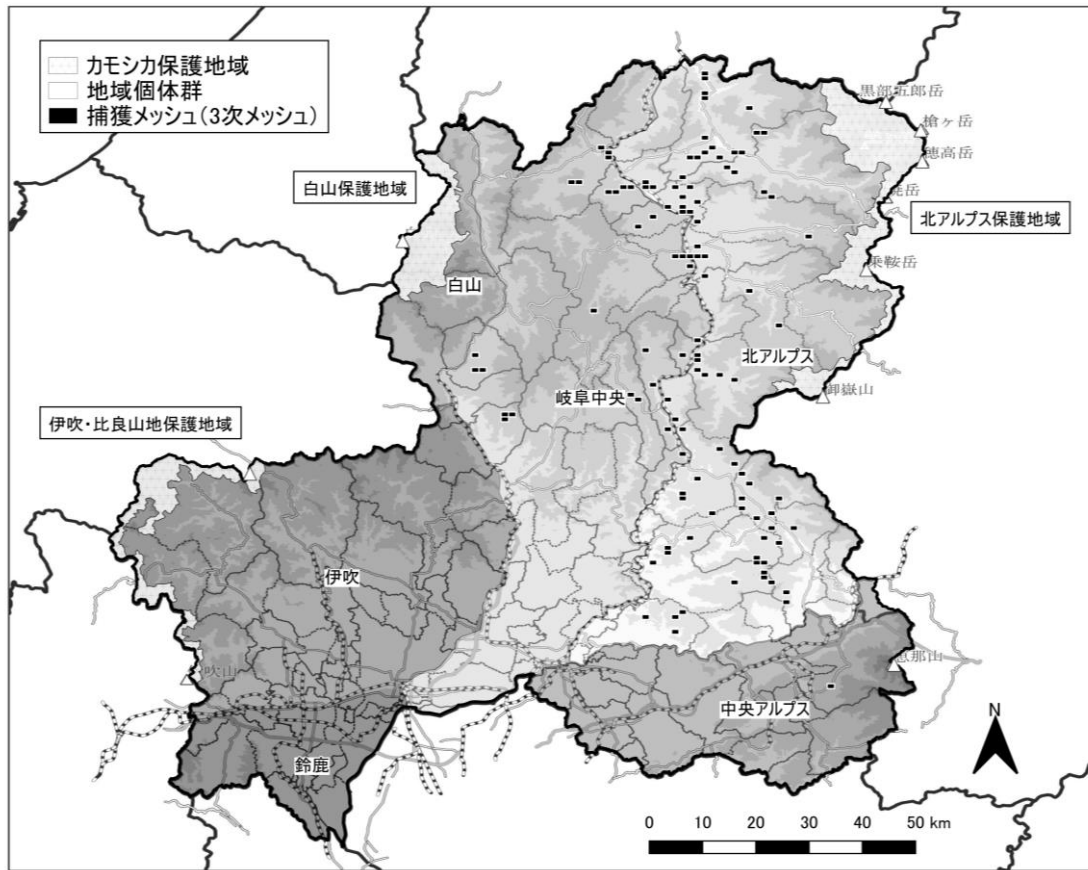 カモシカ保護地域
地域個体群
捕獲メッシュ(3次メッシュ)
黒部五郎岳
槍ヶ岳
穂高岳
白山保護地域
岳
北アルプス保護地域
乗鞍岳
白山
北アルプス
御嶽山
岐阜中央
伊吹・比良山地保護地域
伊吹
恵那山
吹山
中央アルプス
N
鈴鹿
0 10 20 30 40 50 km